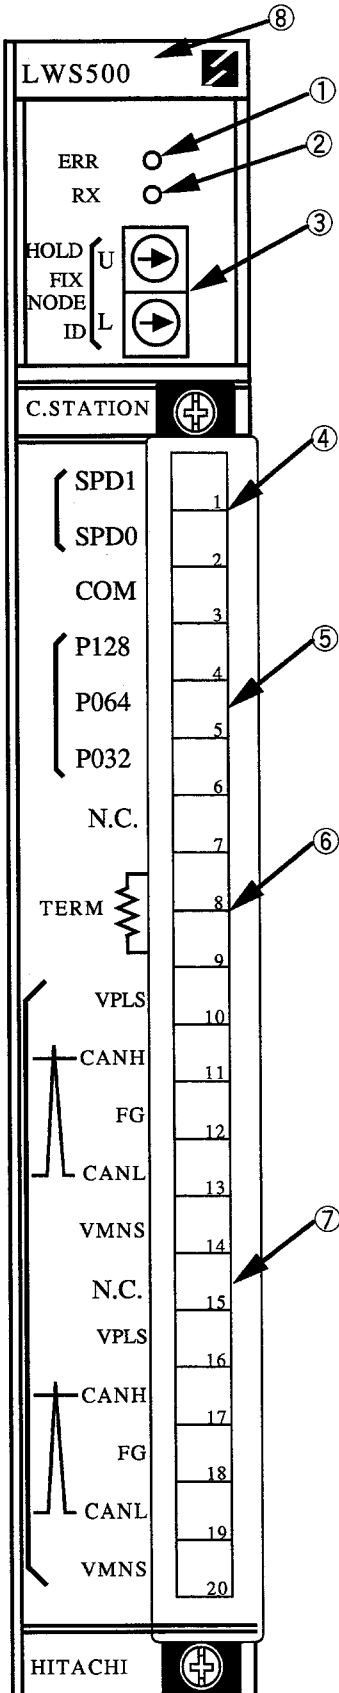 ⑧
LWS500
①
ERR
②
RX
③
HOLD
U
FIX
NODE
ID
L
C.STATION
④
SPD1
1
SPD0
2
COM
3
P128
⑤
4
P064
5
P032
6
N.C.
7
⑥
TERM
8
9
VPLS
10
CANH
11
FG
12
CANL
13
VMNS
⑦
14
N.C.
15
VPLS
16
CANH
17
FG
18
CANL
19
VMNS
20
HITACHI